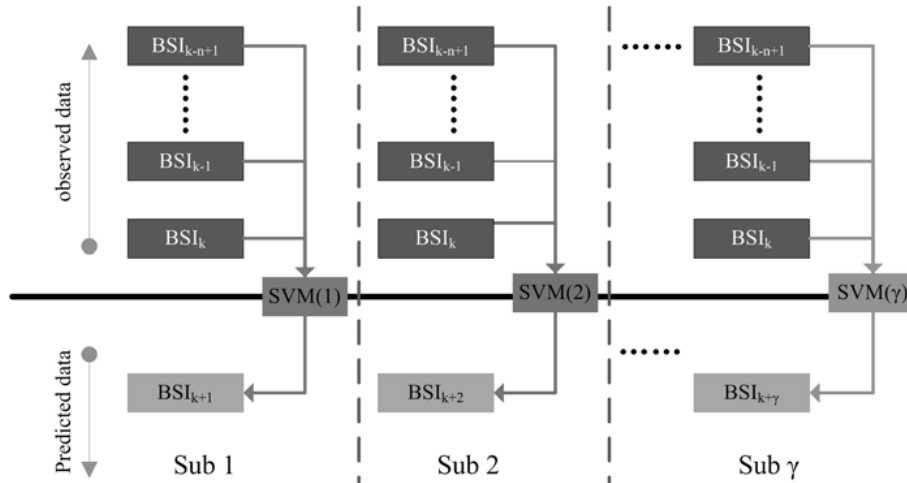 observed data
BSIₖ₋ₙ₊₁
BSIₖ₋₁
BSIₖ
SVM(1)
BSIₖ₊₁
Sub 1
BSIₖ₋ₙ₊₁
BSIₖ₋₁
BSIₖ
SVM(2)
BSIₖ₊₂
Sub 2
BSIₖ₋ₙ₊₁
BSIₖ₋₁
BSIₖ
SVM(γ)
BSIₖ₊ᵧ
Sub γ
Predicted data